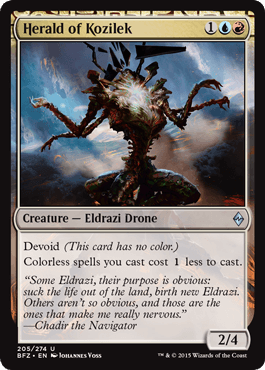 Herald of Kozilek 1
Creature — Eldrazi Drone
Devoid (This card has no color.)
Colorless spells you cast cost 1 less to cast.
“Some Eldrazi, their purpose is obvious:
suck the life out of the land, birth new Eldrazi.
Others aren’t so obvious, and those are the
ones that make me really nervous.”
—Chadir the Navigator
2/4
205/274 U
BFZ • EN Johannes Voss
™ & © 2015 Wizards of the Coast